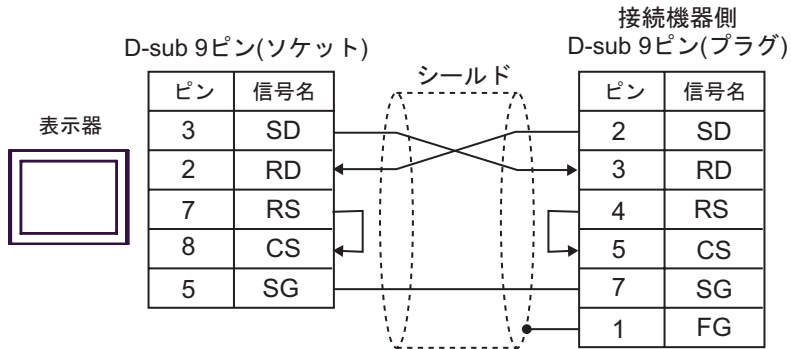 接続機器側
D-sub 9ピン(ソケット)
D-sub 9ピン(プラグ)
シールド
表示器
ピン 信号名
3 SD
2 RD
7 RS
8 CS
5 SG
ピン 信号名
2 SD
3 RD
4 RS
5 CS
7 SG
1 FG